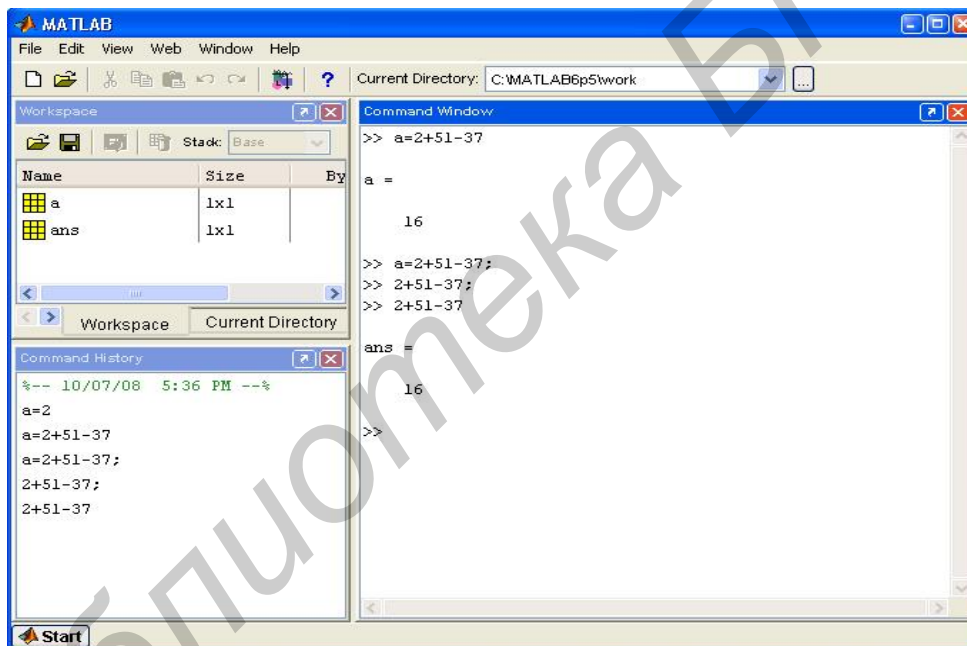 MATLAB
File Edit View Web Window Help
? Current Directory: C:\MATLAB6p5\work ...
Workspace
Stack: Base
Name Size By
a 1x1
ans 1x1
Workspace Current Directory
Command History
%-- 10/07/08 5:36 PM --%
a=2
a=2+51-37
a=2+51-37;
2+51-37;
2+51-37
Command Window
>> a=2+51-37
a =
16
>> a=2+51-37;
>> 2+51-37;
>> 2+51-37
ans =
16
>>
Start